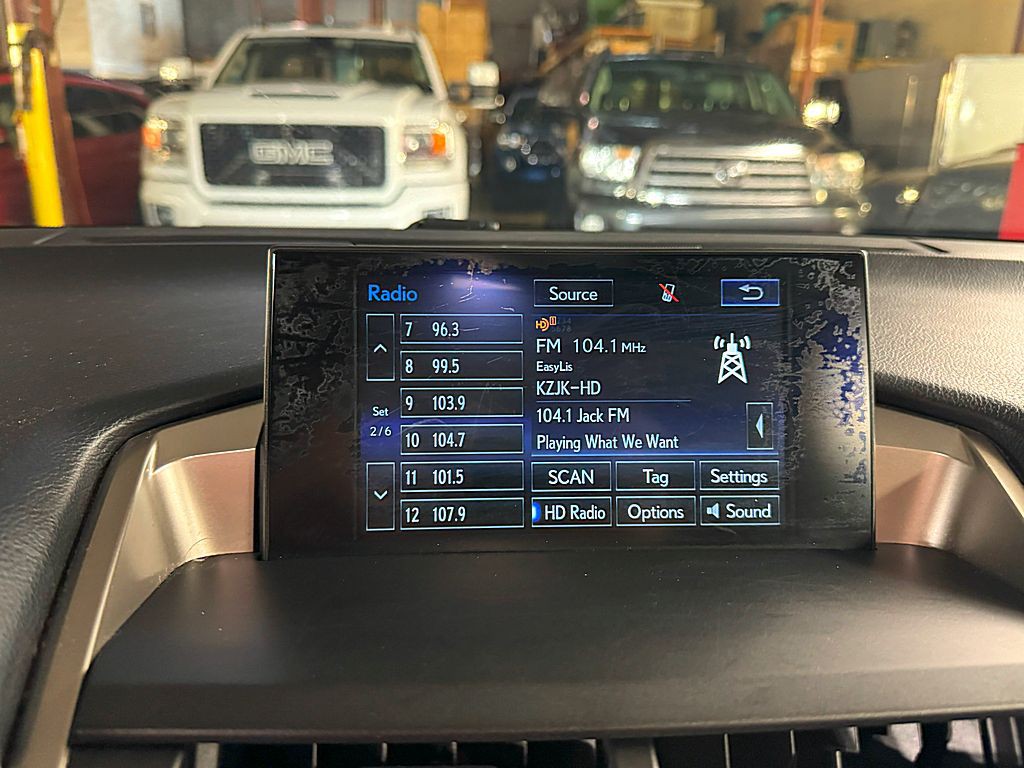 GMC
Radio
Source
7 96.3
8 99.5
9 103.9
10 104.7
11 101.5
12 107.9
Set
2/6
HD 1
FM 104.1 MHz
EasyLis
KZJK-HD
104.1 Jack FM
Playing What We Want
SCAN Tag Settings
HD Radio Options Sound